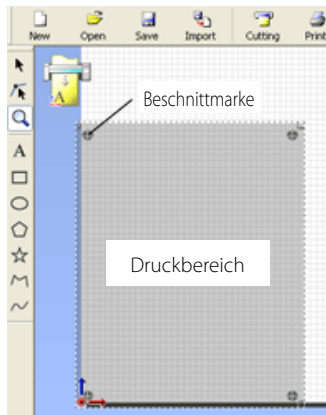 New Open Save Import Cutting Print
A
A
Beschnittmarke
Druckbereich